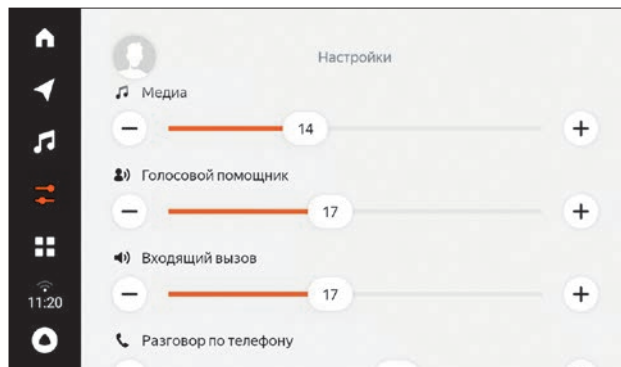 Настройки
Медиа
14
Голосовой помощник
17
Входящий вызов
17
11:20
Разговор по телефону